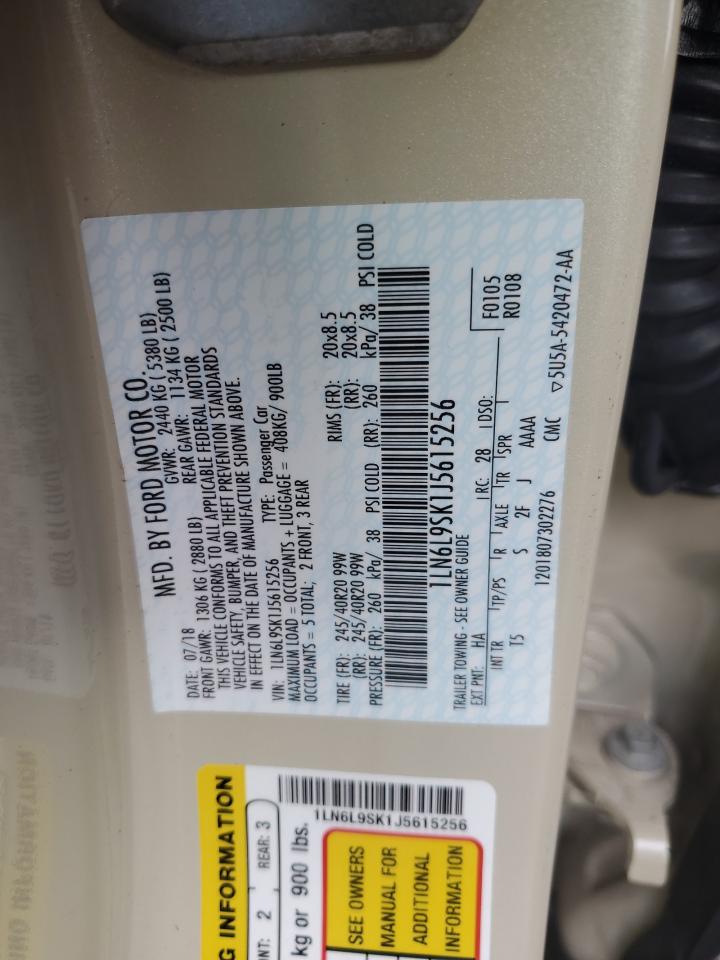 MFD. BY FORD MOTOR CO.
DATE: 07/18 GVWR: 2440 KG ( 5380 LB)
FRONT GAWR: 1306 KG ( 2880 LB) REAR GAWR: 1134 KG ( 2500 LB)
THIS VEHICLE CONFORMS TO ALL APPLICABLE FEDERAL MOTOR
VEHICLE SAFETY, BUMPER, AND THEFT PREVENTION STANDARDS
IN EFFECT ON THE DATE OF MANUFACTURE SHOWN ABOVE.
VIN: 1LN6L9SK1J5615256 TYPE: Passenger Car
MAXIMUM LOAD = OCCUPANTS + LUGGAGE = 408KG/ 900LB
OCCUPANTS = 5 TOTAL; 2 FRONT, 3 REAR
TIRE (FR): 245/40R20 99W RIMS (FR): 20x8.5
(RR): 245/40R20 99W (RR): 20x8.5
PRESSURE (FR): 260 kPa/ 38 PSI COLD (RR): 260 kPa/ 38 PSI COLD
1LN6L9SK1J5615256
TRAILER TOWING - SEE OWNER GUIDE
EXT PNT: HA RC: 28 DSO: F0105
INT TR TP/PS R AXLE TR SPR R0108
T5 S 2F J AAAA
1201807302276 CMC ▽5U5A-5420472-AA
G INFORMATION
NT: 2 REAR: 3
kg or 900 lbs.
1LN6L9SK1J5615256
SEE OWNERS
MANUAL FOR
ADDITIONAL
INFORMATION